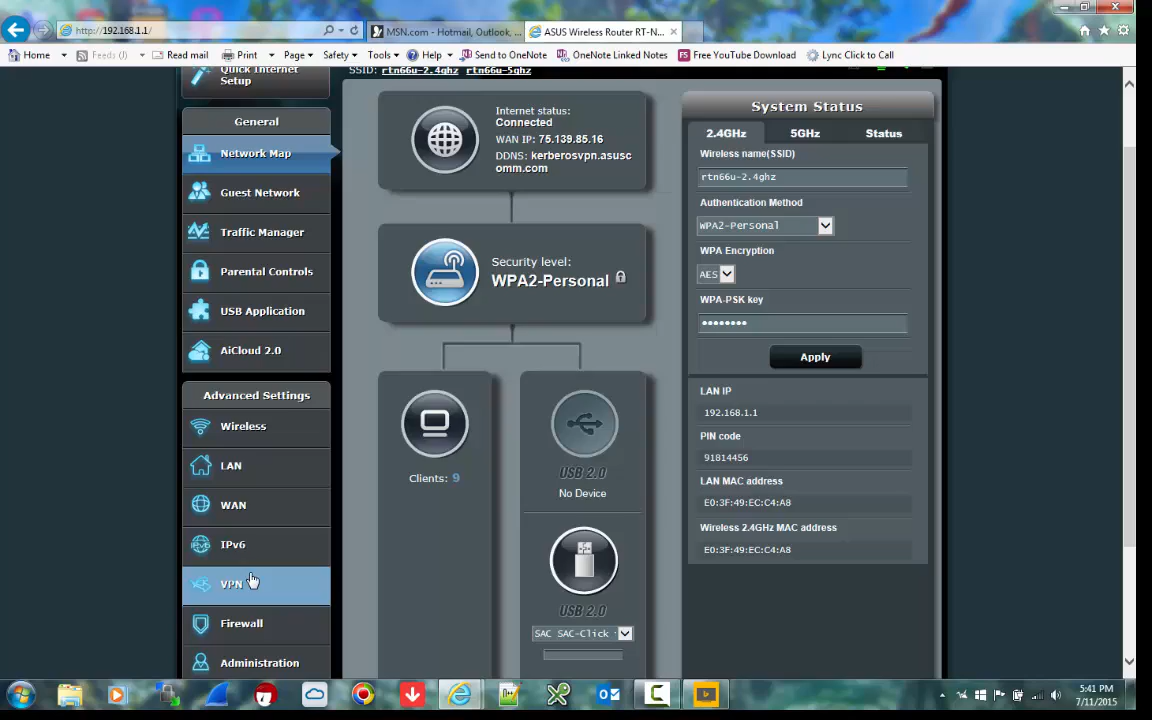 http://192.168.1.1/
MSN.com - Hotmail, Outlook, ...
ASUS Wireless Router RT-N...
Home
Feeds (J)
Read mail
Print
Page
Safety
Tools
Help
Send to OneNote
OneNote Linked Notes
Free YouTube Download
Lync Click to Call
Quick Internet
Setup
SSID: rtn66u-2.4ghz rtn66u-5ghz
General
Network Map
Guest Network
Traffic Manager
Parental Controls
USB Application
AiCloud 2.0
Advanced Settings
Wireless
LAN
WAN
IPv6
VPN
Firewall
Administration
Internet status:
Connected
WAN IP: 75.139.85.16
DDNS: kerberosvpn.asusc
omm.com
Security level:
WPA2-Personal
Clients: 9
USB 2.0
No Device
USB 2.0
SAC SAC-Click
System Status
2.4GHz 5GHz Status
Wireless name(SSID)
rtn66u-2.4ghz
Authentication Method
WPA2-Personal
WPA Encryption
AES
WPA-PSK key
••••••••
Apply
LAN IP
192.168.1.1
PIN code
91814456
LAN MAC address
E0:3F:49:EC:C4:A8
Wireless 2.4GHz MAC address
E0:3F:49:EC:C4:A8
5:41 PM
7/11/2015